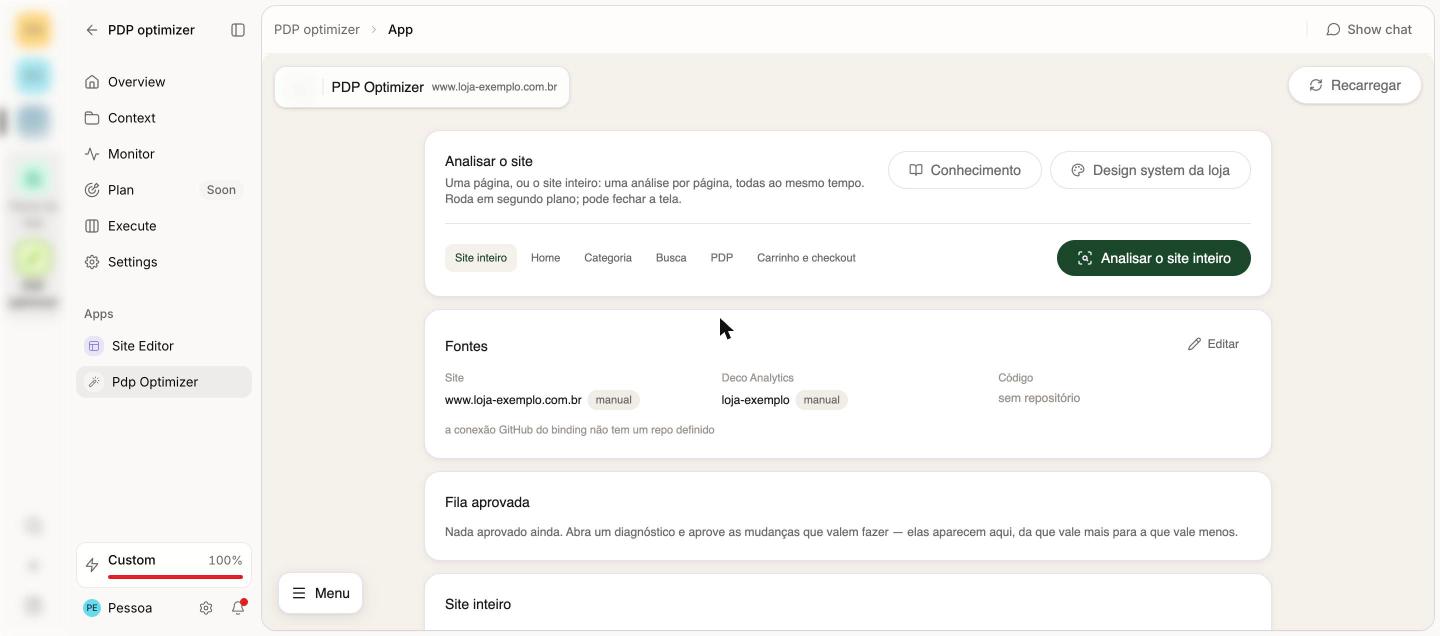 PDP optimizer
Overview
Context
Monitor
Plan
Soon
Execute
Settings
Apps
Site Editor
Pdp Optimizer
Custom
100%
PE
Pessoa
PDP optimizer
App
Show chat
PDP Optimizer www.loja-exemplo.com.br
Recarregar
Analisar o site
Uma página, ou o site inteiro: uma análise por página, todas ao mesmo tempo.
Roda em segundo plano; pode fechar a tela.
Conhecimento
Design system da loja
Site inteiro
Home
Categoria
Busca
PDP
Carrinho e checkout
Analisar o site inteiro
Fontes
Editar
Site
www.loja-exemplo.com.br manual
Deco Analytics
loja-exemplo manual
Código
sem repositório
a conexão GitHub do binding não tem um repo definido
Fila aprovada
Nada aprovado ainda. Abra um diagnóstico e aprove as mudanças que valem fazer — elas aparecem aqui, da que vale mais para a que vale menos.
Site inteiro
Menu